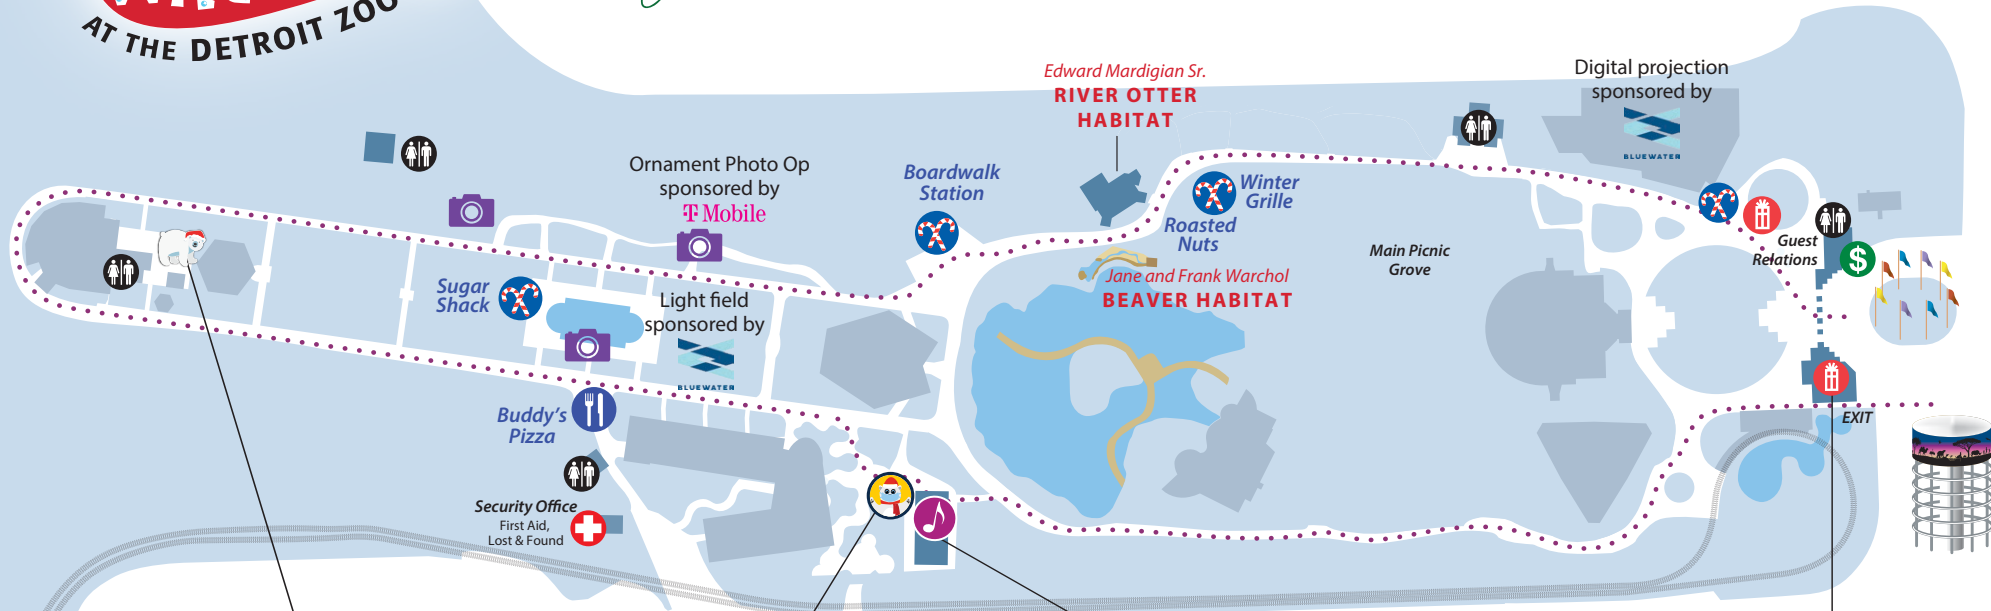 AT THE DETROIT ZOO
Edward Mardigian Sr.
RIVER OTTER
HABITAT
Digital projection
sponsored by
BLUEWATER
Ornament Photo Op
sponsored by
T Mobile
Boardwalk
Station
Winter
Grille
Roasted
Nuts
Main Picnic
Grove
Guest
Relations
$
Jane and Frank Warchol
BEAVER HABITAT
Sugar
Shack
Light field
sponsored by
BLUEWATER
Buddy's
Pizza
EXIT
Security Office
First Aid,
Lost & Found